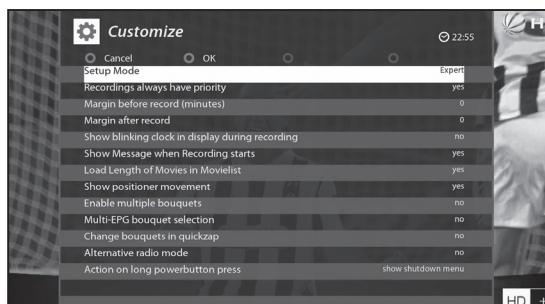 Customize
22:55
Cancel OK
Setup Mode Expert
Recordings always have priority yes
Margin before record (minutes) 0
Margin after record 0
Show blinking clock in display during recording no
Show Message when Recording starts yes
Load Length of Movies in Movielist yes
Show positioner movement yes
Enable multiple bouquets no
Multi-EPG bouquet selection no
Change bouquets in quickzap no
Alternative radio mode no
Action on long powerbutton press show shutdown menu
HD